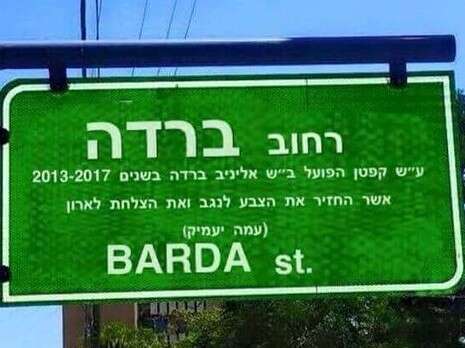 רחוב ברדה
ע״ש קפטן הפועל ב״ש אליניב ברדה בשנים 2013-2017
אשר החזיר את הצבע לנגב ואת הצלחת לארון
(עמה יעמיק)
BARDA st.